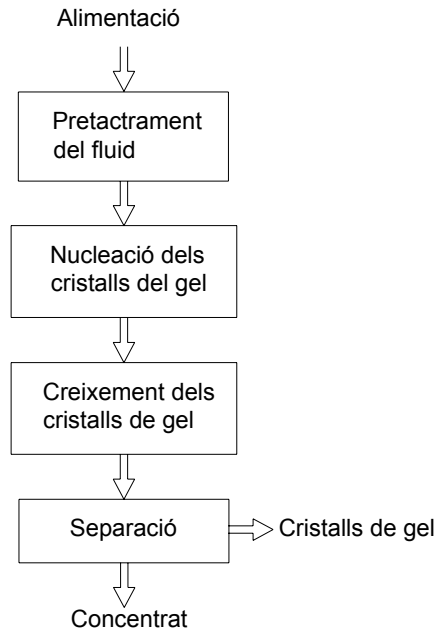 Alimentació
Pretactrament
del fluid
Nucleació dels
cristalls del gel
Creixement dels
cristalls de gel
Separació
Cristalls de gel
Concentrat